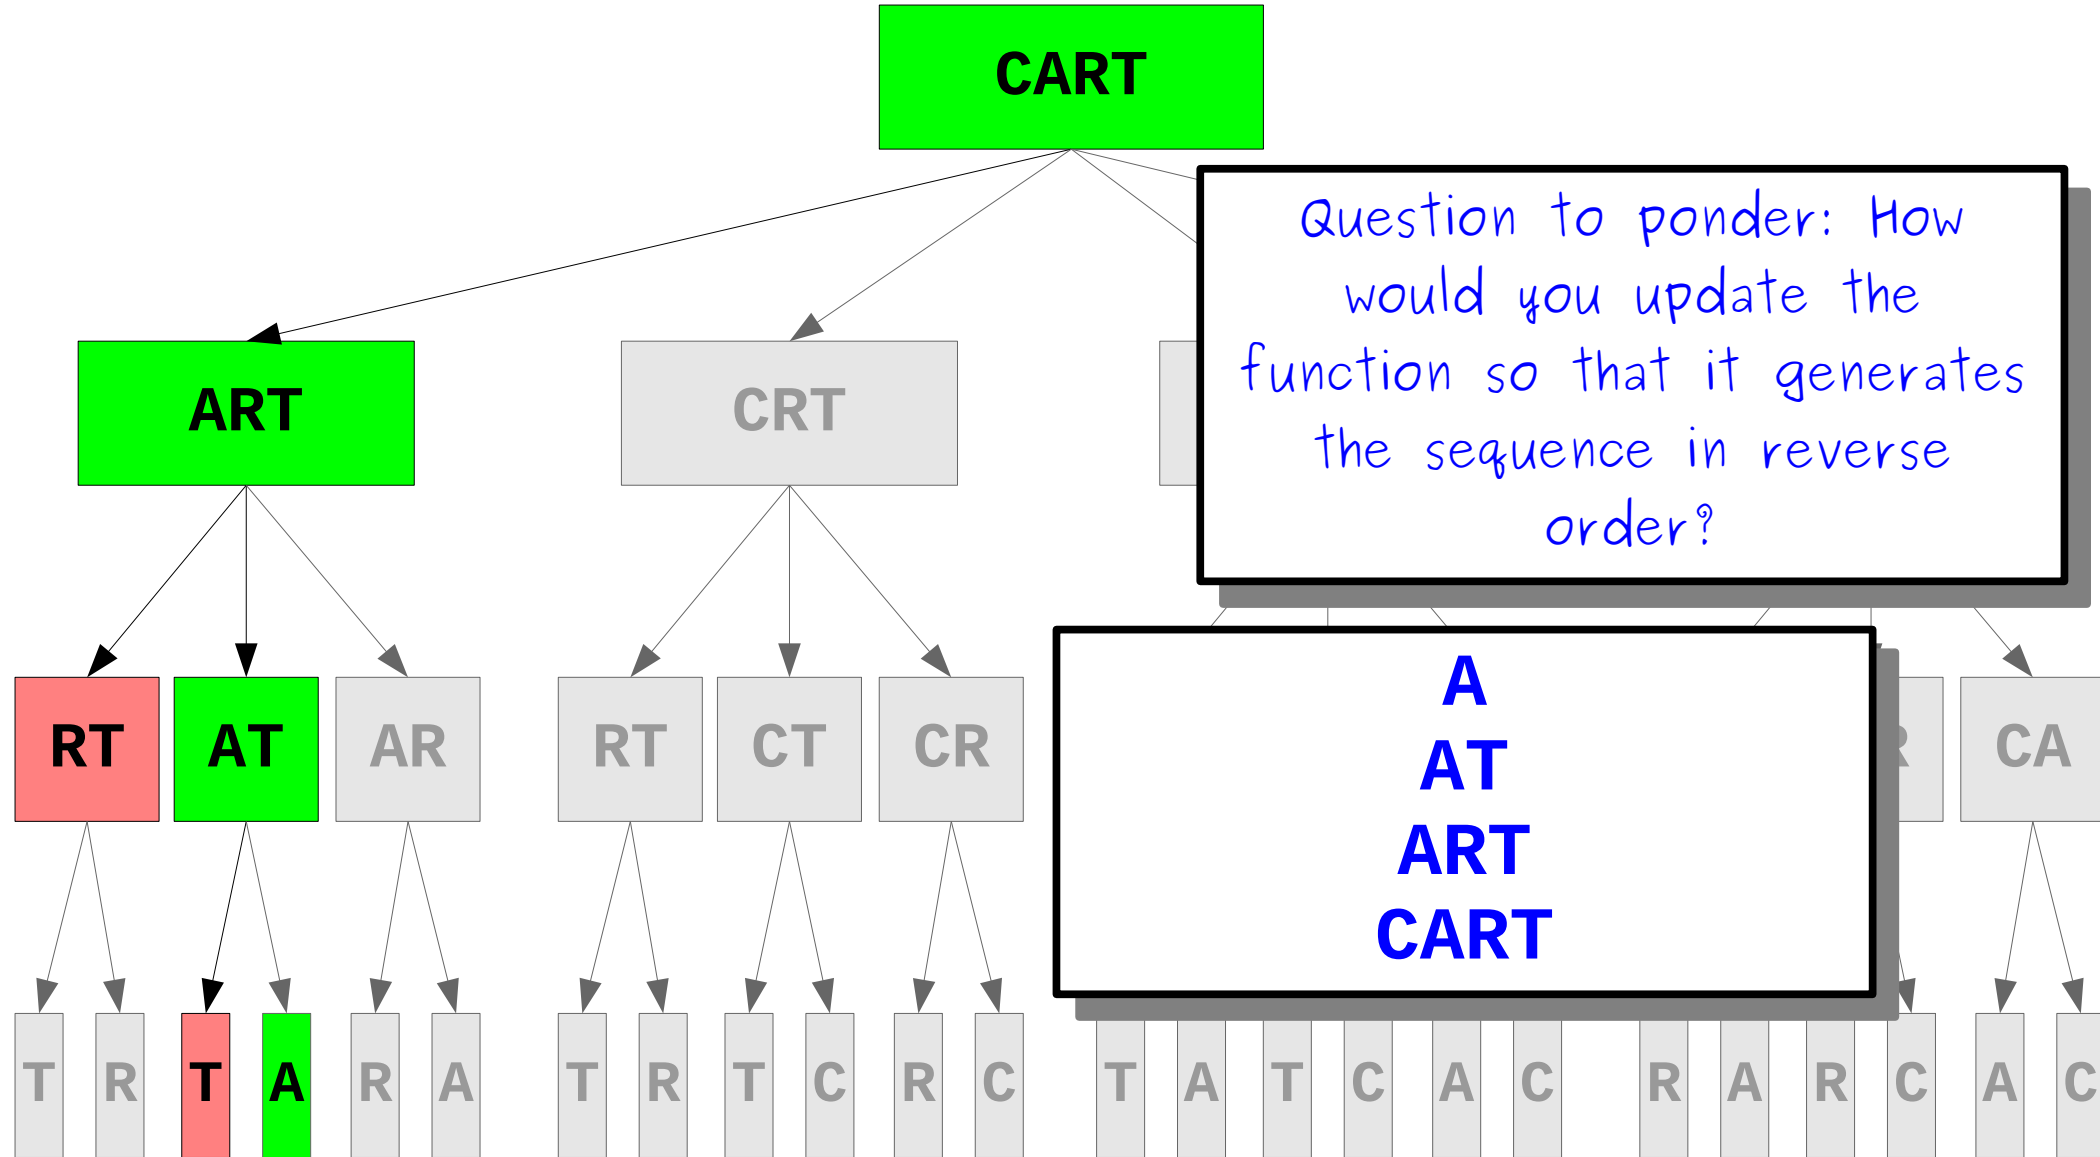 CART
Question to ponder: How
would you update the
function so that it generates
the sequence in reverse
order?
ART
CRT
RT
AT
AR
RT
CT
CR
R
CA
A
AT
ART
CART
T
R
T
A
R
A
T
R
T
C
R
C
T
A
T
C
A
C
R
A
R
C
A
C